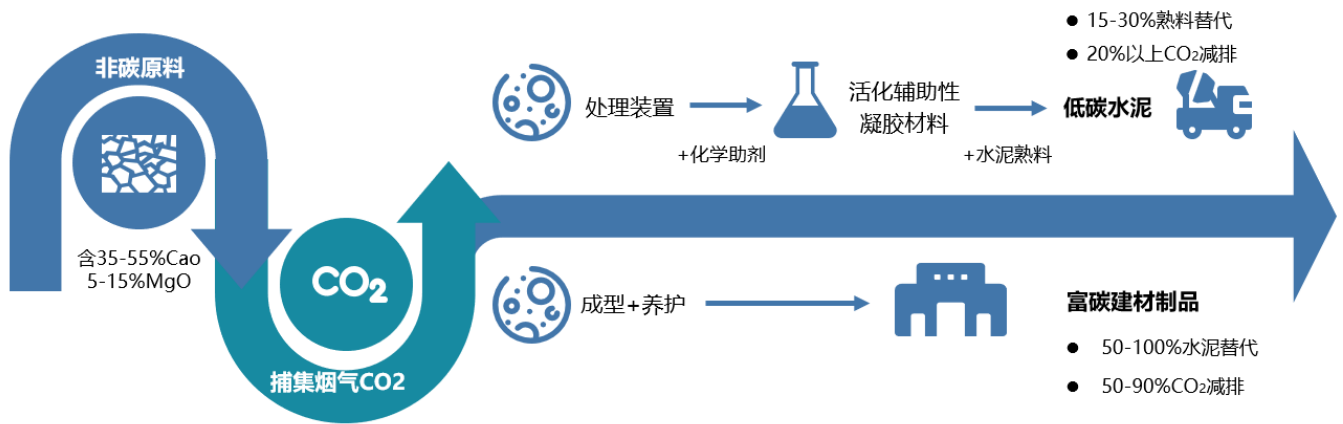 非碳原料
含35-55%Cao
5-15%MgO
CO2
捕集烟气CO2
处理装置
+化学助剂
活化辅助性
凝胶材料
+水泥熟料
● 15-30%熟料替代
● 20%以上CO2减排
低碳水泥
成型+养护
富碳建材制品
● 50-100%水泥替代
● 50-90%CO2减排